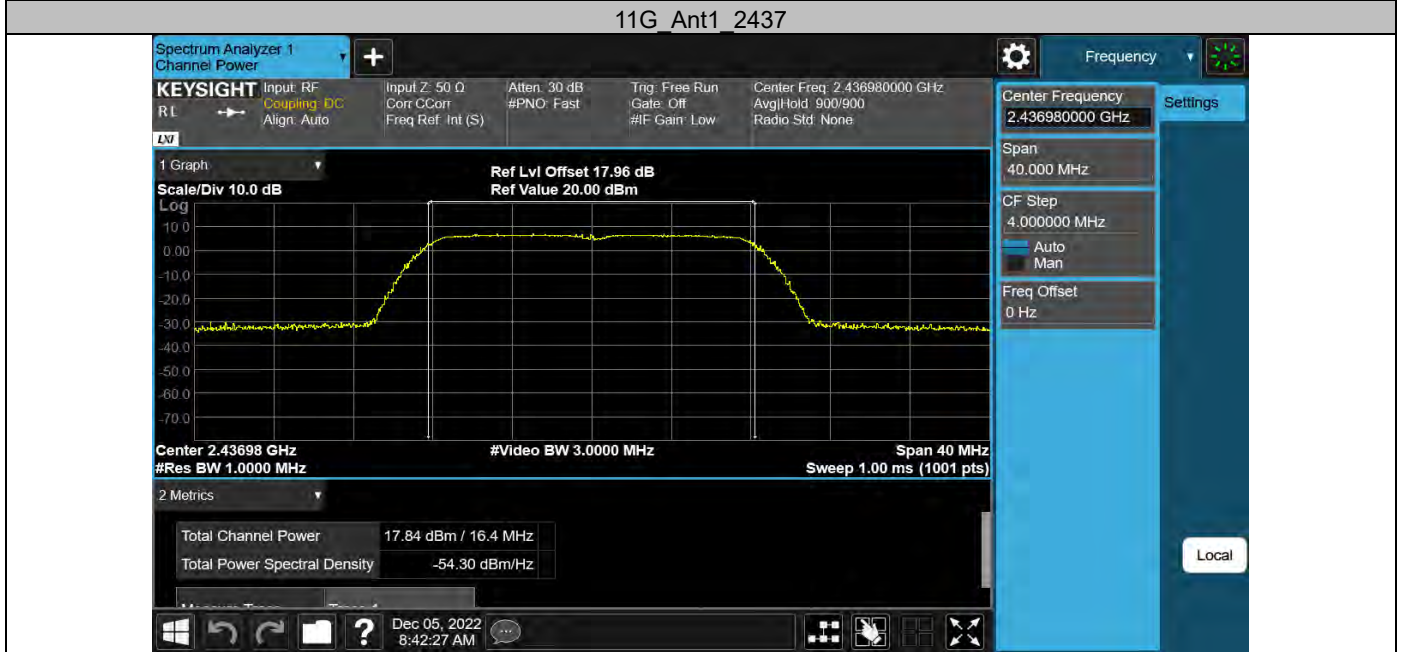 11G_Ant1_2437
Spectrum Analyzer 1
Channel Power
Frequency
KEYSIGHT
RL
LXI
Input: RF
Coupling: DC
Align: Auto
Input Z: 50 Ω
Corr CCorr
Freq Ref: Int (S)
Atten: 30 dB
#PNO: Fast
Trig: Free Run
Gate: Off
#IF Gain: Low
Center Freq: 2.436980000 GHz
Avg|Hold: 900/900
Radio Std: None
Center Frequency
2.436980000 GHz
Settings
Span
40.000 MHz
CF Step
4.000000 MHz
Auto
Man
Freq Offset
0 Hz
Local
1 Graph
Scale/Div 10.0 dB
Ref Lvl Offset 17.96 dB
Ref Value 20.00 dBm
Log
10.0
0.00
-10.0
-20.0
-30.0
-40.0
-50.0
-60.0
-70.0
Center 2.43698 GHz
#Video BW 3.0000 MHz
Span 40 MHz
#Res BW 1.0000 MHz
Sweep 1.00 ms (1001 pts)
2 Metrics
Total Channel Power 17.84 dBm / 16.4 MHz
Total Power Spectral Density -54.30 dBm/Hz
?
Dec 05, 2022
8:42:27 AM